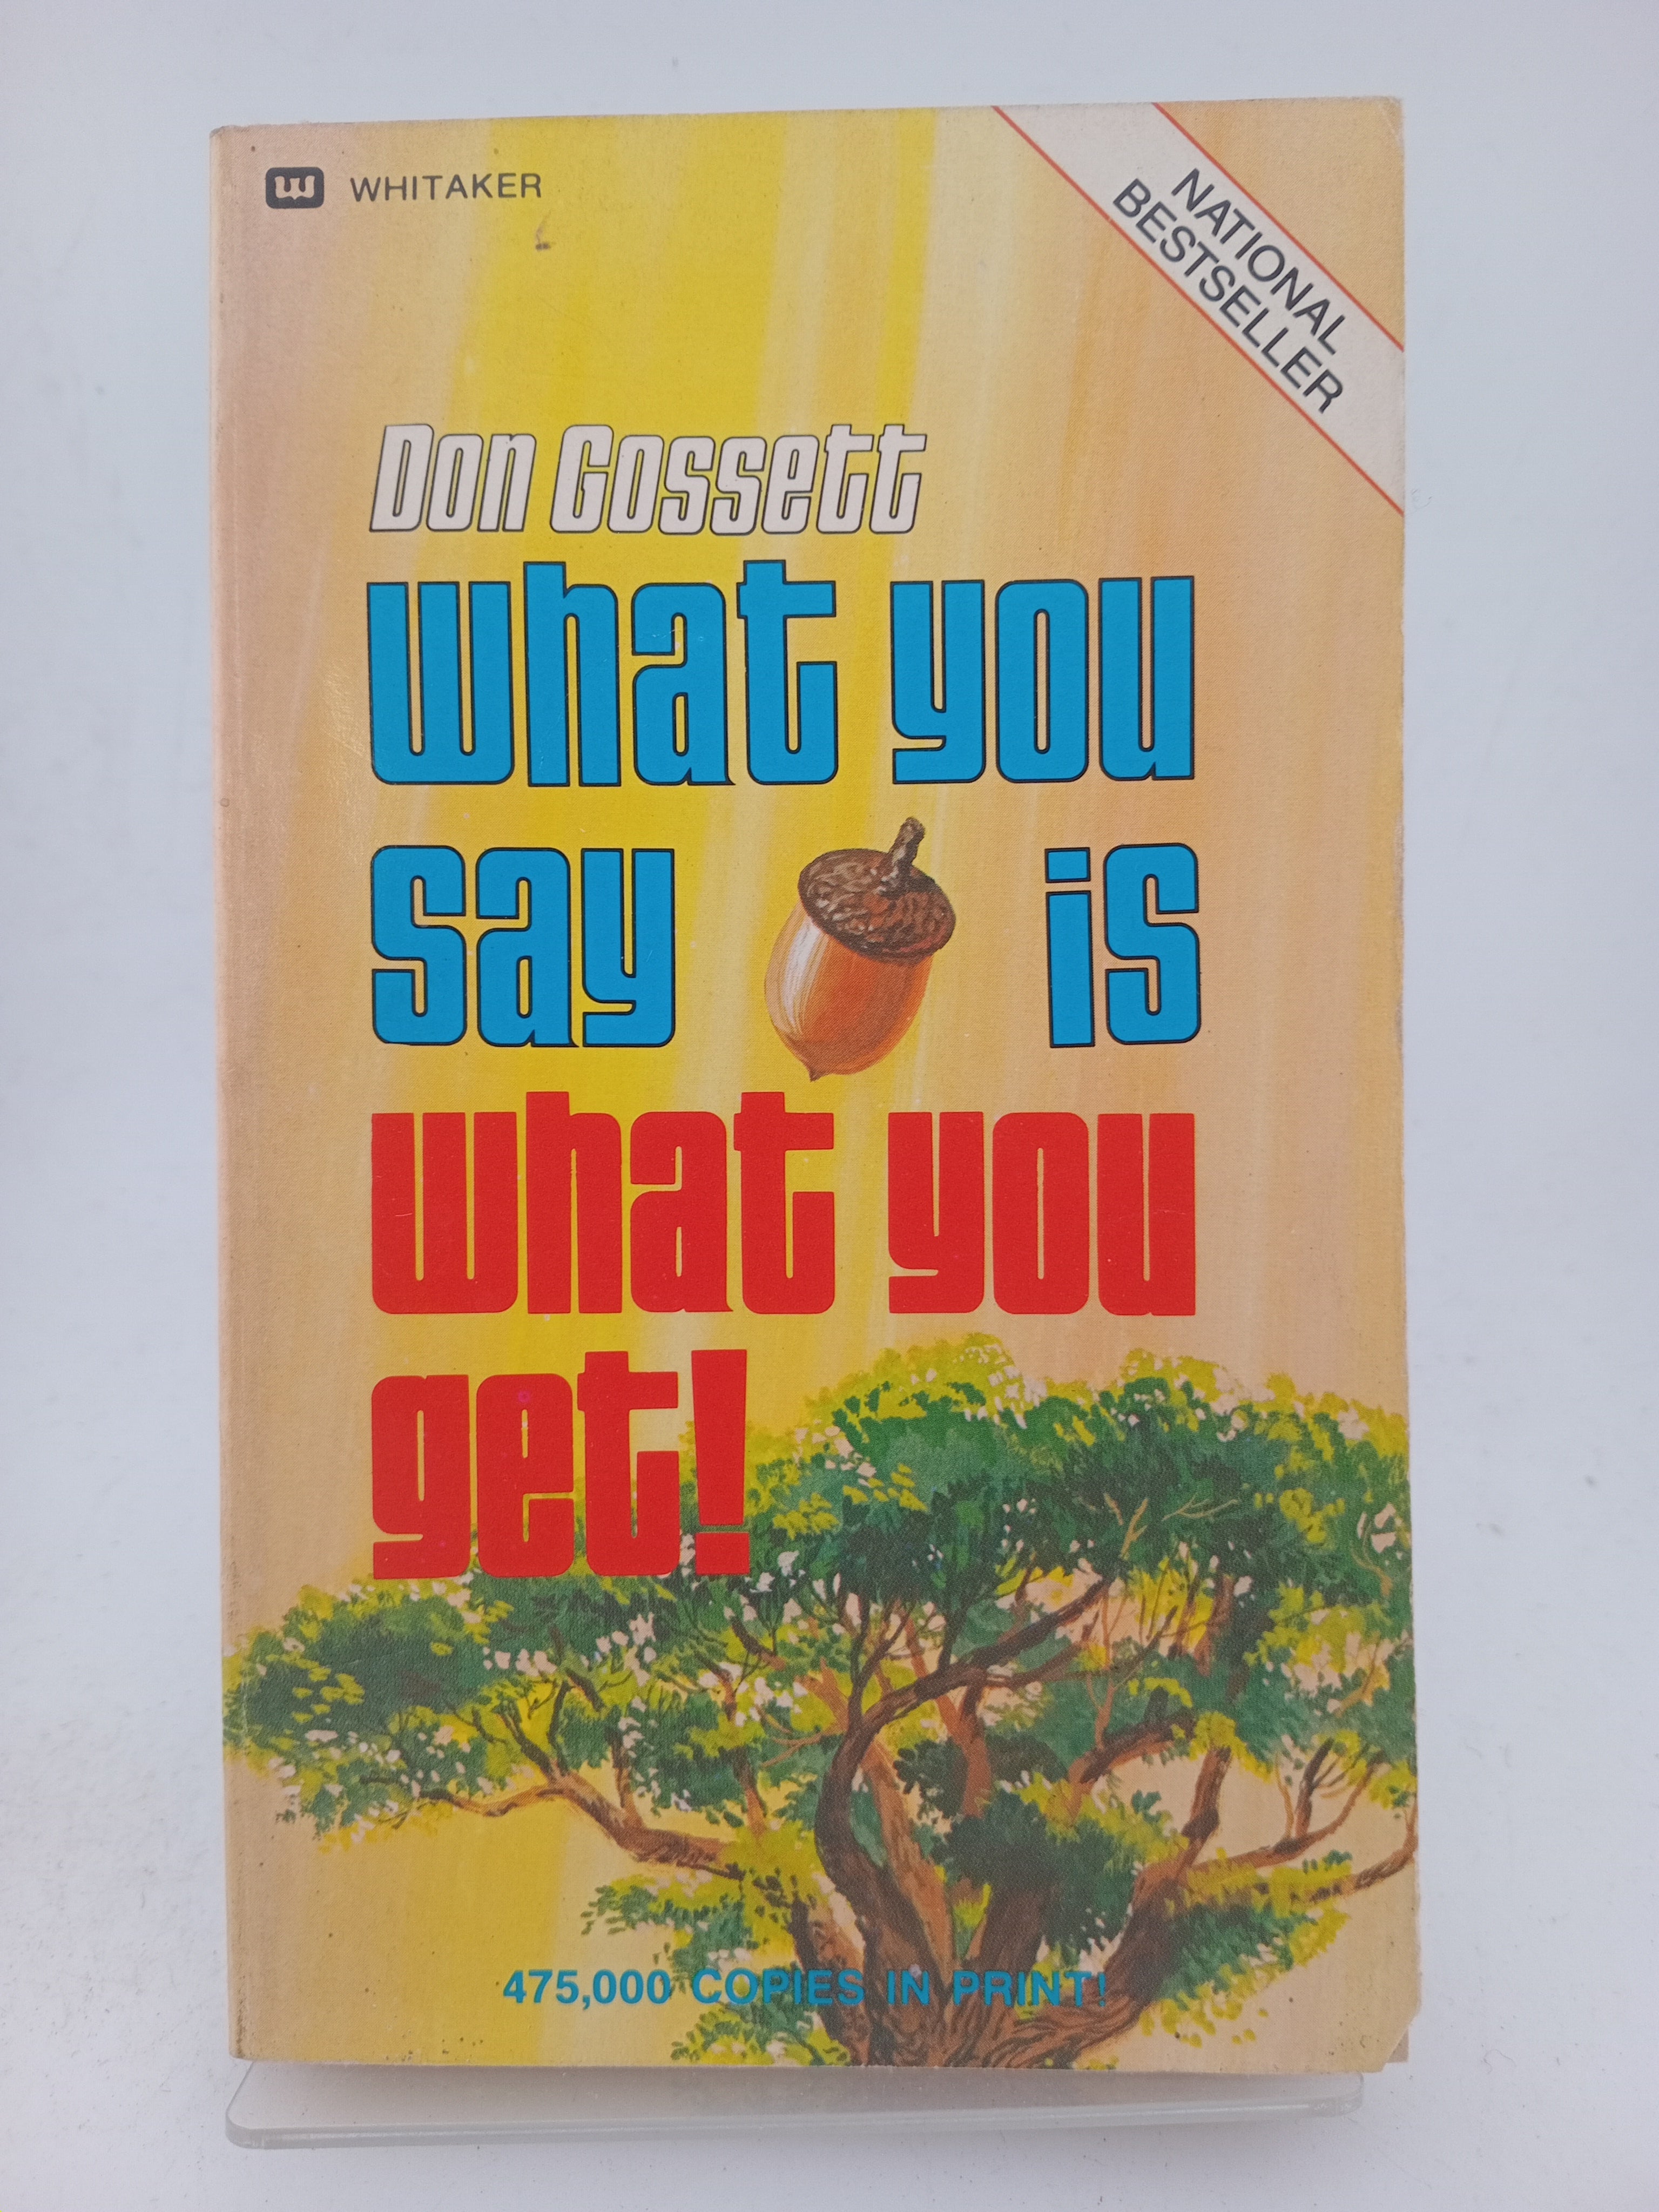 WHITAKER
NATIONAL
BESTSELLER
Don Gossett
what you
say is
what you
get!
475,000 COPIES IN PRINT!